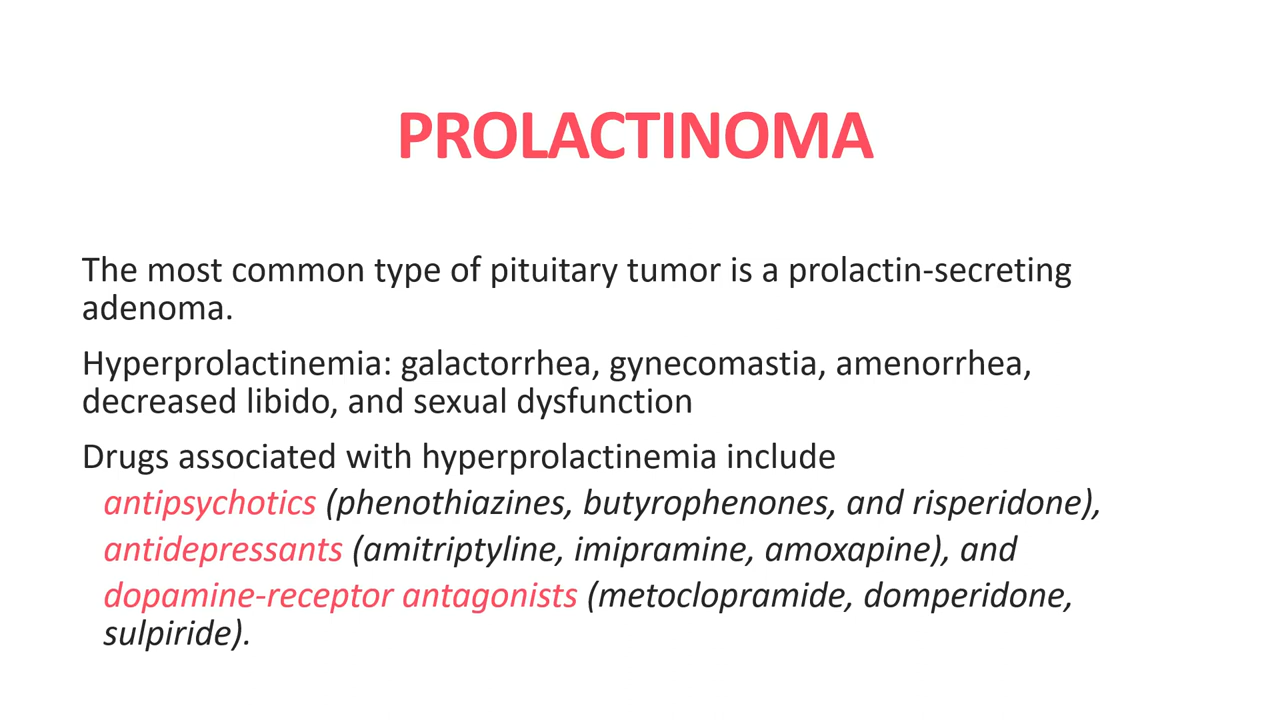 PROLACTINOMA
The most common type of pituitary tumor is a prolactin-secreting
adenoma.
Hyperprolactinemia: galactorrhea, gynecomastia, amenorrhea,
decreased libido, and sexual dysfunction
Drugs associated with hyperprolactinemia include
antipsychotics (phenothiazines, butyrophenones, and risperidone),
antidepressants (amitriptyline, imipramine, amoxapine), and
dopamine-receptor antagonists (metoclopramide, domperidone,
sulpiride).